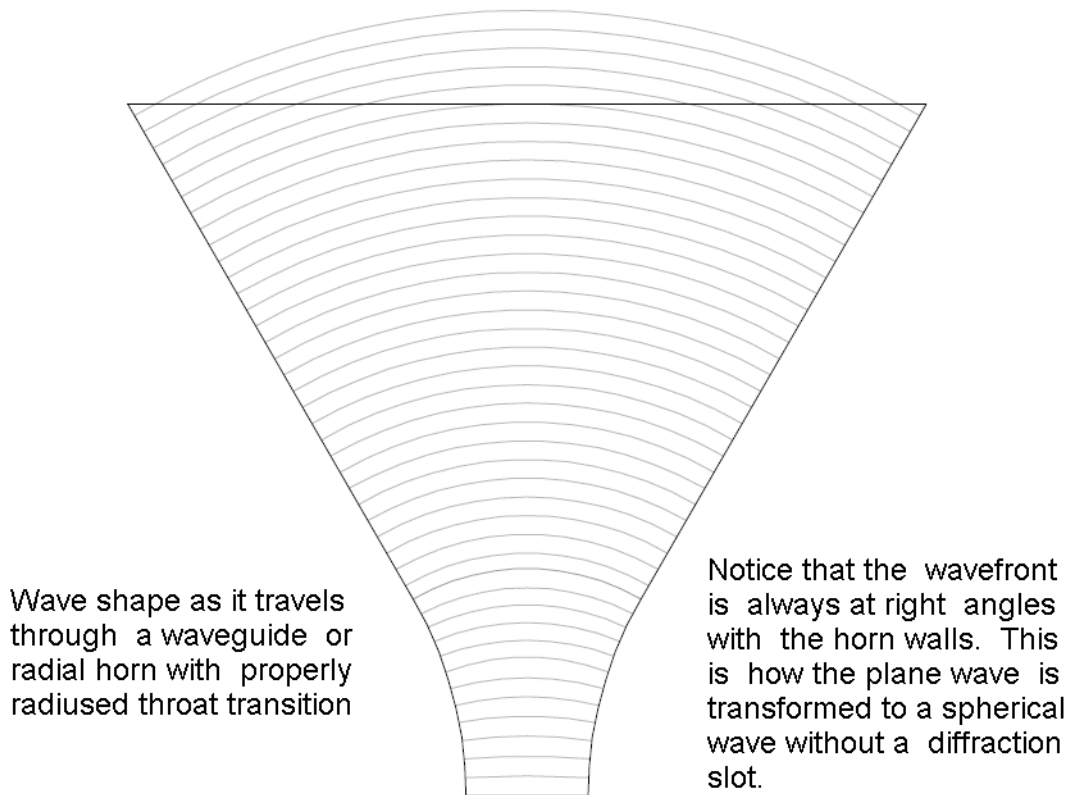 Wave shape as it travels
through a waveguide or
radial horn with properly
radiused throat transition
Notice that the wavefront
is always at right angles
with the horn walls. This
is how the plane wave is
transformed to a spherical
wave without a diffraction
slot.